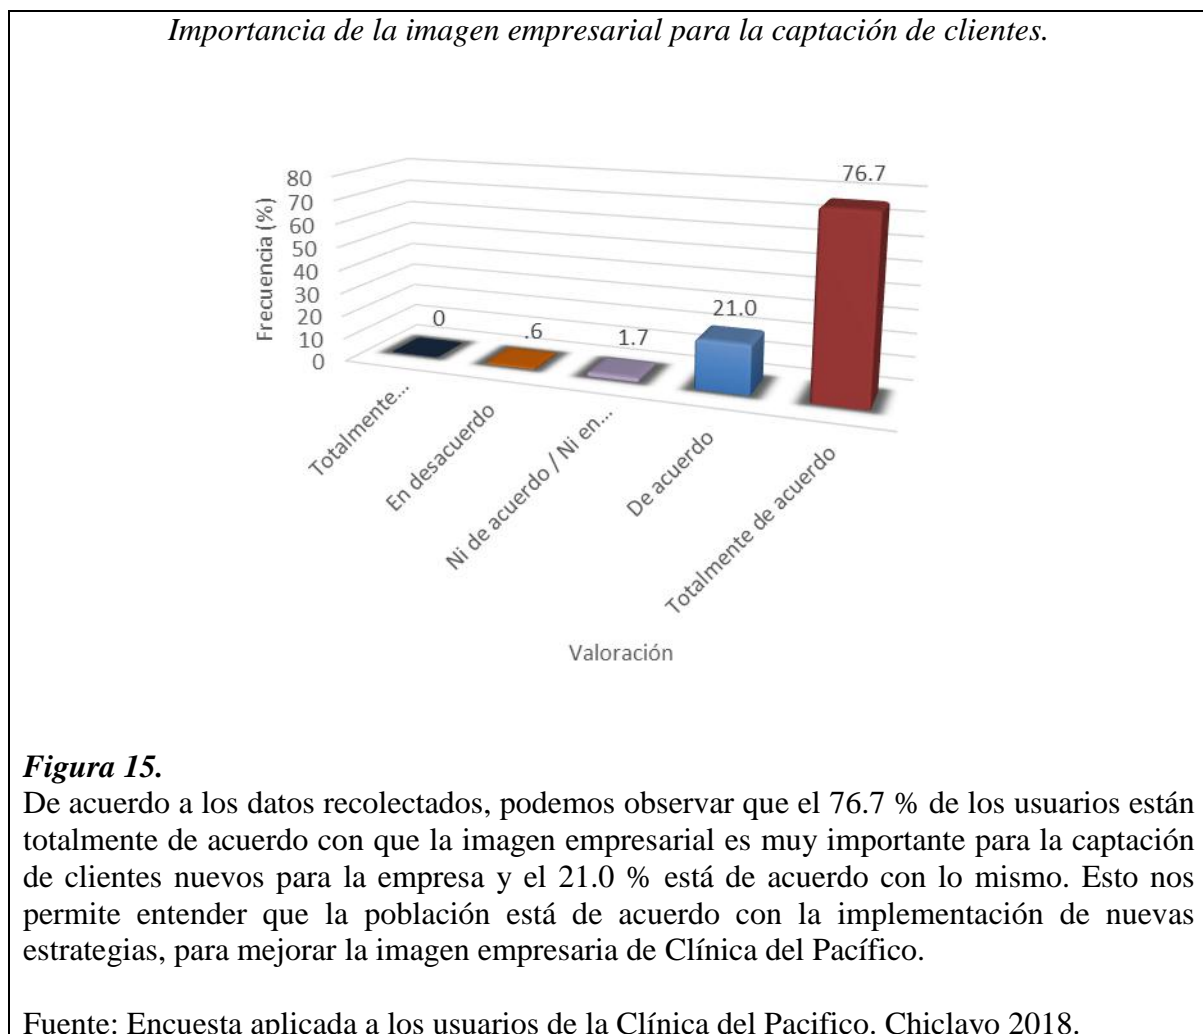 Importancia de la imagen empresarial para la captación de clientes.
80
70
60
50
40
30
20
10
0
Frecuencia (%)
0
.6
1.7
21.0
76.7
Totalmente...
En desacuerdo
Ni de acuerdo / Ni en...
De acuerdo
Totalmente de acuerdo
Valoración
Figura 15.
De acuerdo a los datos recolectados, podemos observar que el 76.7 % de los usuarios están
totalmente de acuerdo con que la imagen empresarial es muy importante para la captación
de clientes nuevos para la empresa y el 21.0 % está de acuerdo con lo mismo. Esto nos
permite entender que la población está de acuerdo con la implementación de nuevas
estrategias, para mejorar la imagen empresaria de Clínica del Pacífico.
Fuente: Encuesta aplicada a los usuarios de la Clínica del Pacifico. Chiclayo 2018.